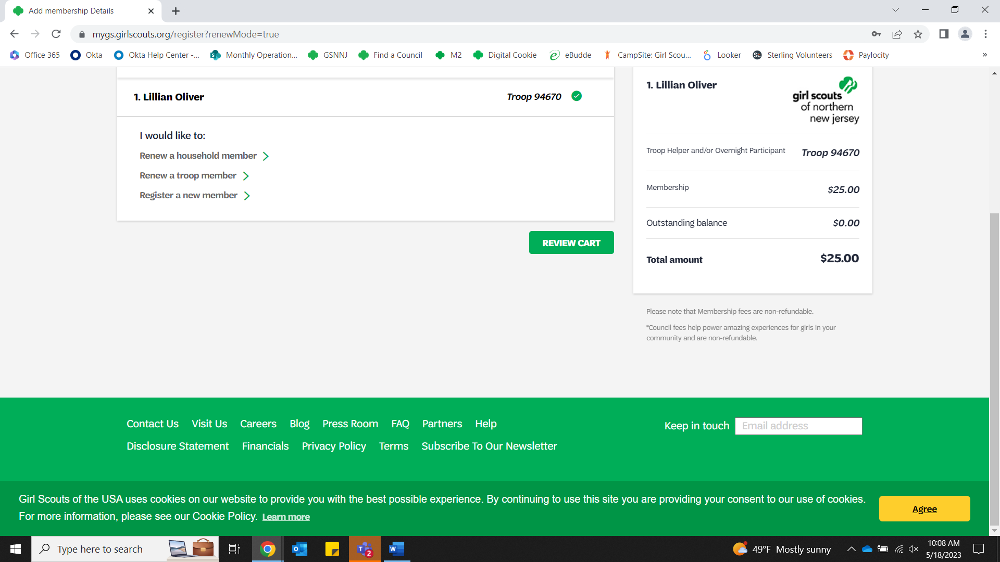 Add membership Details
mygs.girlscouts.org/register?renewMode=true
Office 365 Okta Okta Help Center -... Monthly Operation... GSNNJ Find a Council M2 Digital Cookie eBudde CampSite: Girl Scou... Looker Sterling Volunteers Paylocity »
1. Lillian Oliver Troop 94670
I would like to:
Renew a household member
Renew a troop member
Register a new member
REVIEW CART
1. Lillian Oliver
girl scouts
of northern
new jersey
Troop Helper and/or Overnight Participant Troop 94670
Membership $25.00
Outstanding balance $0.00
Total amount $25.00
Please note that Membership fees are non-refundable.
*Council fees help power amazing experiences for girls in your
community and are non-refundable.
Contact Us Visit Us Careers Blog Press Room FAQ Partners Help
Disclosure Statement Financials Privacy Policy Terms Subscribe To Our Newsletter
Keep in touch Email address
Girl Scouts of the USA uses cookies on our website to provide you with the best possible experience. By continuing to use this site you are providing your consent to our use of cookies.
For more information, please see our Cookie Policy. Learn more
Agree
Type here to search
2
49°F Mostly sunny
10:08 AM
5/18/2023